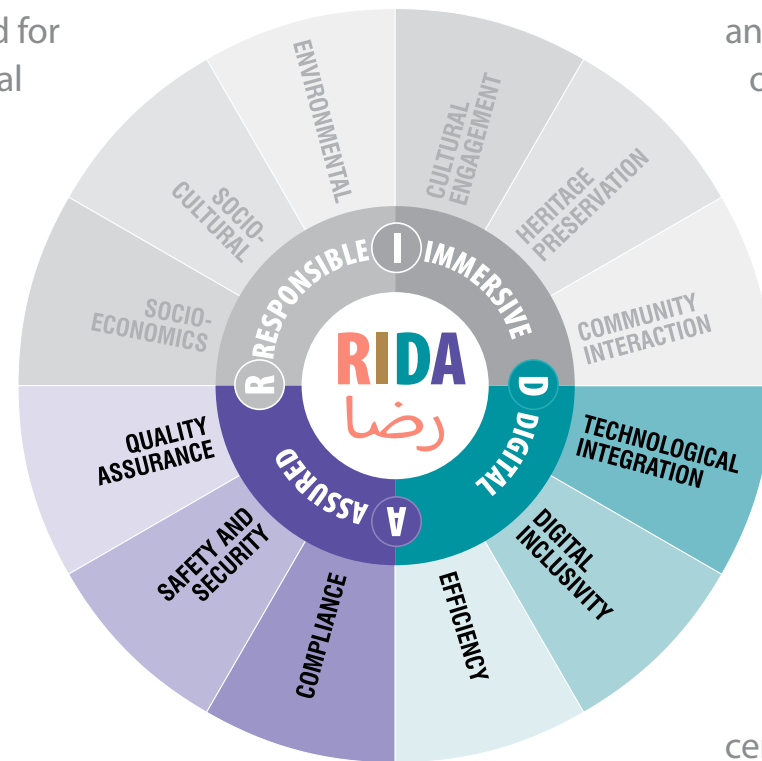 d for
al
an
c
ENVIRONMENTAL
CULTURAL
ENGAGEMENT
SOCIO-
CULTURAL
HERITAGE
PRESERVATION
SOCIO-
ECONOMICS
COMMUNITY
INTERACTION
R RESPONSIBLE
I IMMERSIVE
RIDA
رضا
A ASSURED
D DIGITAL
QUALITY
ASSURANCE
TECHNOLOGICAL
INTEGRATION
SAFETY AND
SECURITY
DIGITAL
INCLUSIVITY
COMPLIANCE
EFFICIENCY
cer